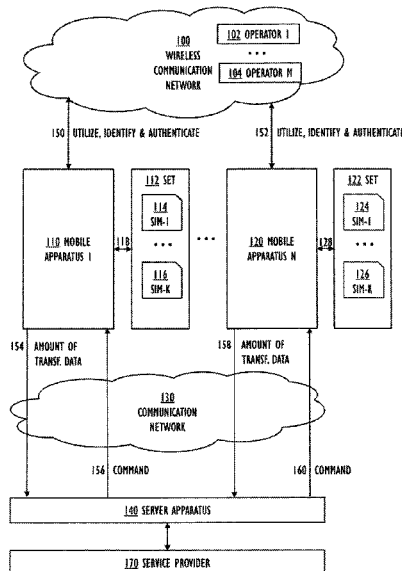 100
WIRELESS
COMMUNICATION
NETWORK
102 OPERATOR 1
...
104 OPERATOR M
150 UTILIZE, IDENTIFY & AUTHENTICATE
152 UTILIZE, IDENTIFY & AUTHENTICATE
110 MOBILE
APPARATUS 1
118
112 SET
114
SIM-1
...
116
SIM-K
...
120 MOBILE
APPARATUS N
128
122 SET
124
SIM-1
...
126
SIM-K
154 AMOUNT OF
TRANSF. DATA
158 AMOUNT OF
TRANSF. DATA
130
COMMUNICATION
NETWORK
156 COMMAND
160 COMMAND
140 SERVER APPARATUS
170 SERVICE PROVIDER